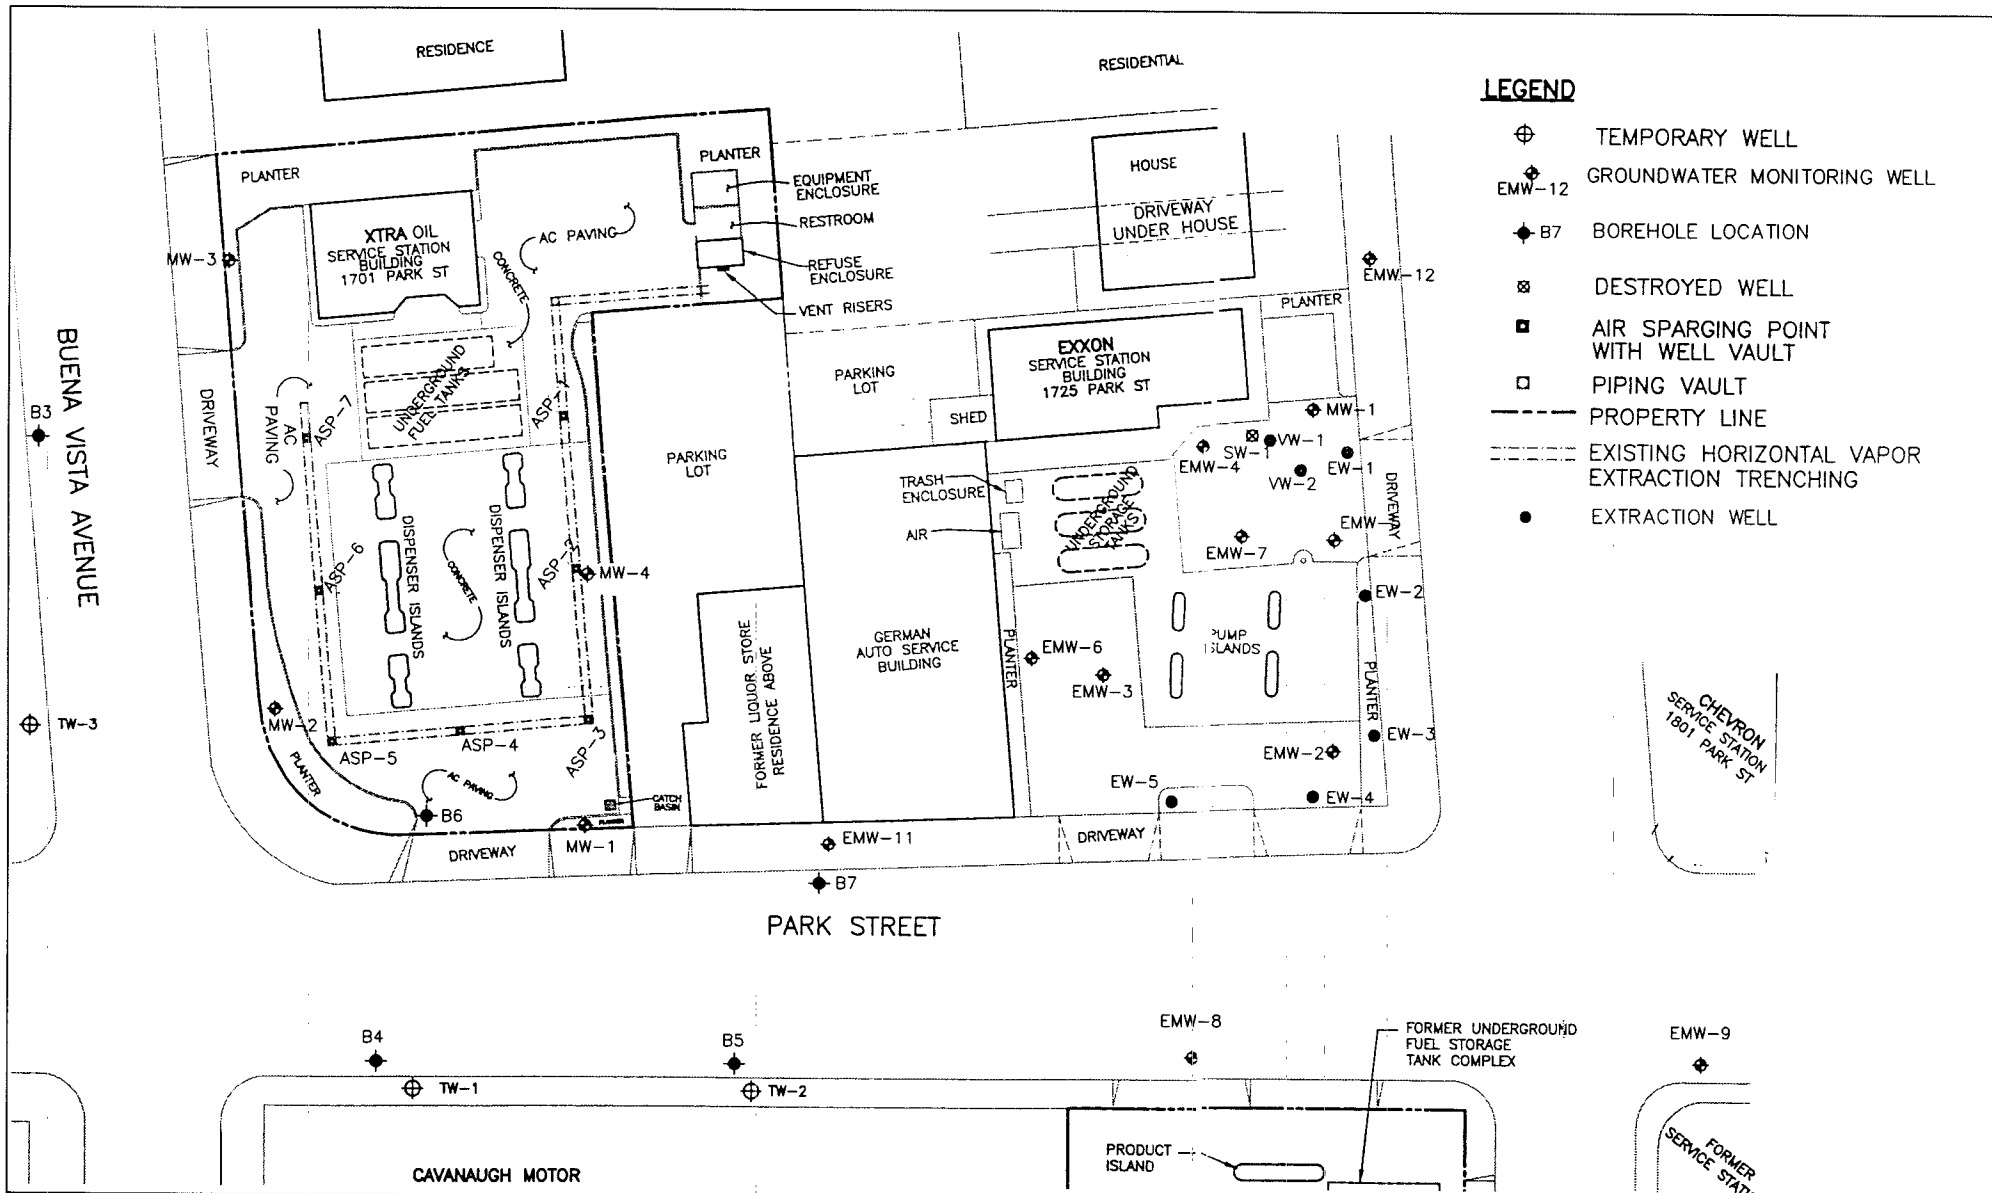 RESIDENCE
RESIDENTIAL
LEGEND
TEMPORARY WELL
EMW-12
GROUNDWATER MONITORING WELL
B7
BOREHOLE LOCATION
DESTROYED WELL
AIR SPARGING POINT
WITH WELL VAULT
PIPING VAULT
PROPERTY LINE
EXISTING HORIZONTAL VAPOR
EXTRACTION TRENCHING
EXTRACTION WELL
PLANTER
PLANTER
EQUIPMENT
ENCLOSURE
RESTROOM
REFUSE
ENCLOSURE
VENT RISERS
HOUSE
DRIVEWAY
UNDER HOUSE
EMW-12
PLANTER
MW-3
XTRA OIL
SERVICE STATION
BUILDING
1701 PARK ST
AC PAVING
CONCRETE
BUENA VISTA AVENUE
B3
DRIVEWAY
AC
PAVING
ASP-7
UNDERGROUND
FUEL TANKS
ASP-1
PARKING
LOT
PARKING
LOT
SHED
EXXON
SERVICE STATION
BUILDING
1725 PARK ST
MW-1
VW-1
SW-1
EMW-4
VW-2
EW-1
DRIVEWAY
TRASH
ENCLOSURE
AIR
UNDERGROUND
STORAGE
TANKS
EMW-7
EW-2
DISPENSER ISLANDS
DISPENSER ISLANDS
CONCRETE
ASP-6
ASP-2
MW-4
FORMER LIQUOR STORE
RESIDENCE ABOVE
GERMAN
AUTO SERVICE
BUILDING
PLANTER
EMW-6
EMW-3
PUMP
ISLANDS
PLANTER
EW-3
EMW-2
EW-5
EW-4
CHEVRON
SERVICE STATION
1801 PARK ST
TW-3
MW-2
ASP-5
ASP-4
ASP-3
PLANTER
AC PAVING
CATCH
BASIN
PLANTER
B6
DRIVEWAY
MW-1
EMW-11
DRIVEWAY
B7
PARK STREET
B4
B5
EMW-8
EMW-9
FORMER UNDERGROUND
FUEL STORAGE
TANK COMPLEX
TW-1
TW-2
CAVANAUGH MOTOR
PRODUCT
ISLAND
FORMER
SERVICE